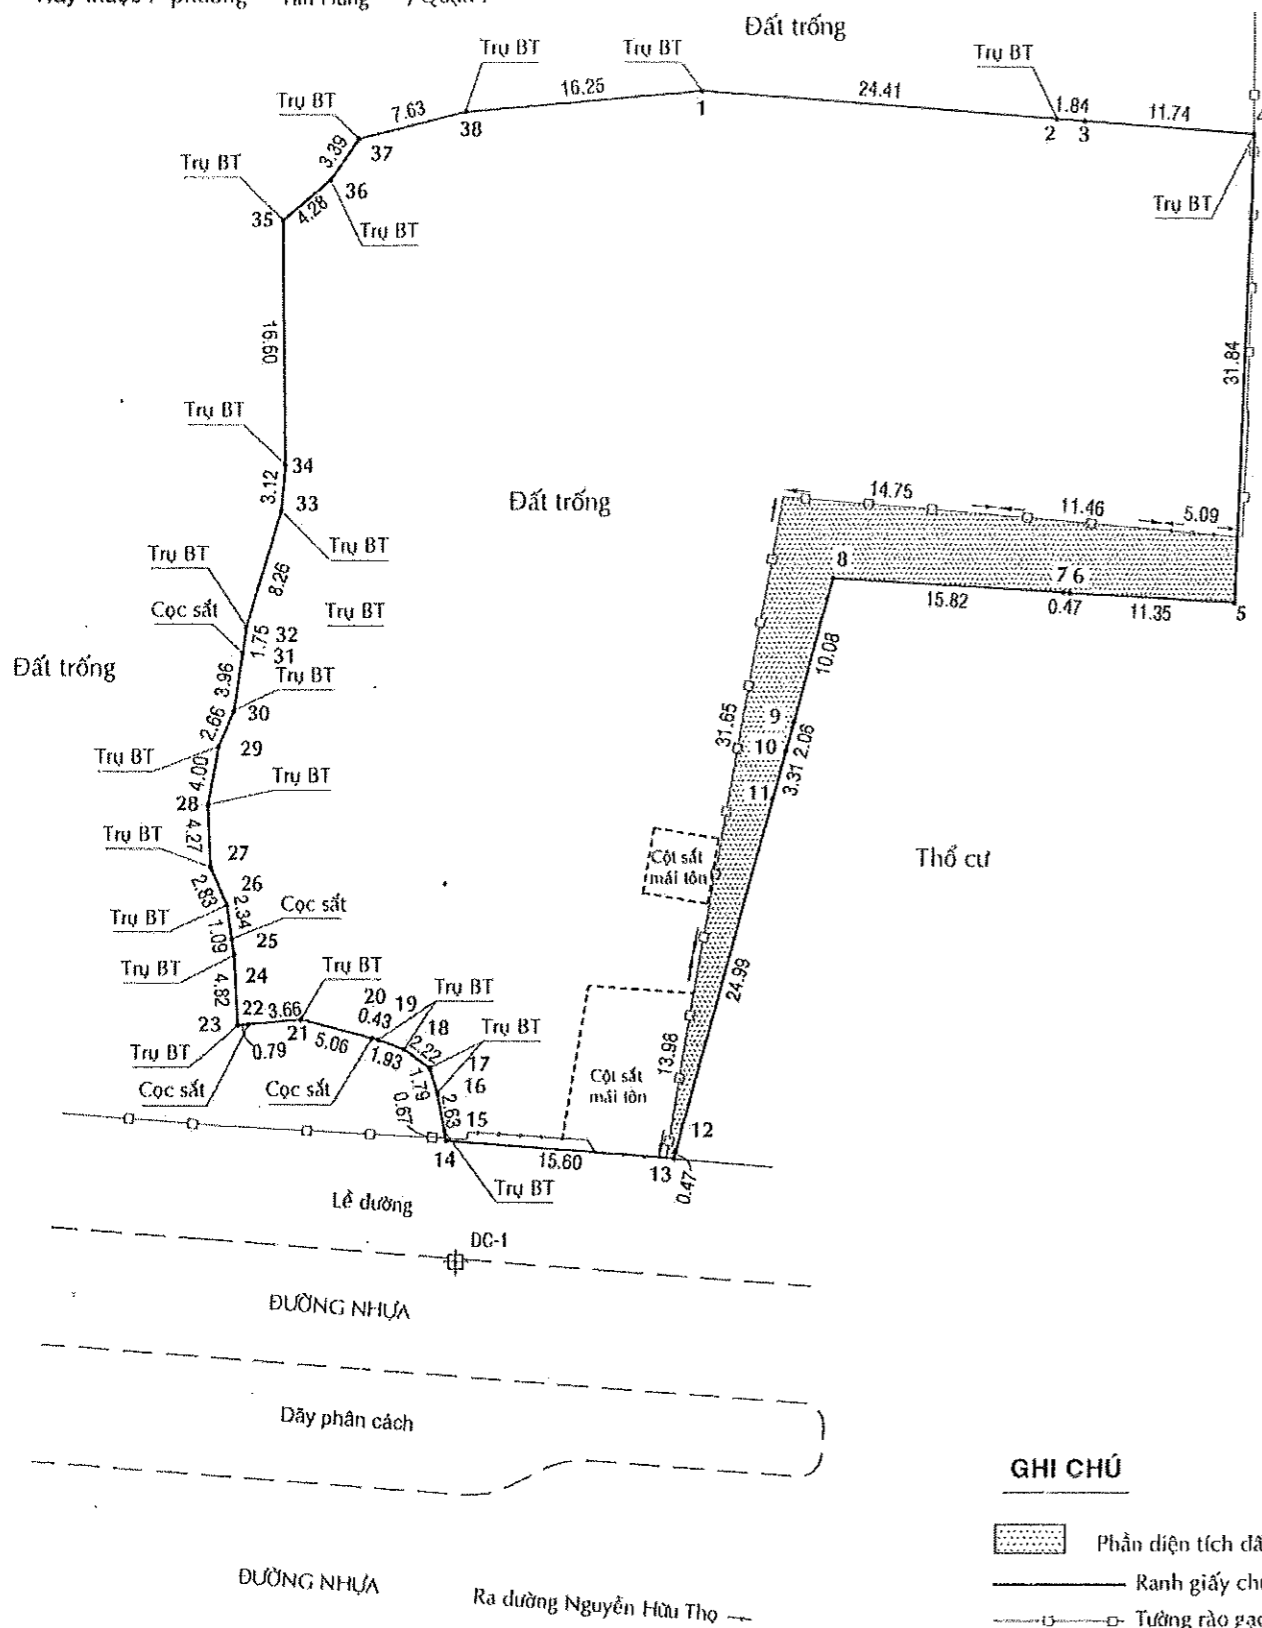 phường Tân Hưng
Đất trống
Trụ BT
Trụ BT
Trụ BT
16.25
24.41
1.84
11.74
1
2
3
4
Trụ BT
7.63
38
37
3.39
Trụ BT
36
4.28
35
Trụ BT
Trụ BT
16.60
31.84
Trụ BT
34
3.12
33
Đất trống
14.75
11.46
5.09
Trụ BT
Trụ BT
8.26
8
7 6
15.82
0.47
11.35
5
Cọc sắt
Trụ BT
32
1.75
31
10.08
Đất trống
3.96
Trụ BT
30
2.66
29
9
31.65
10
2.06
Trụ BT
4.00
Trụ BT
3.31
11
28
4.27
Trụ BT
27
Cột sắt
mái tôn
Thổ cư
2.83
26
2.34
Trụ BT
Cọc sắt
1.09
25
Trụ BT
24
Trụ BT
24.99
4.82
20
19
Trụ BT
22
3.66
0.43
18
Trụ BT
23
21
5.06
1.93
2.22
17
0.79
Trụ BT
1.79
16
13.98
Cọc sắt
Cọc sắt
Cột sắt
mái tôn
0.67
2.63
15
12
14
15.60
13
0.47
Trụ BT
Lề đường
DC-1
ĐƯỜNG NHỰA
Dãy phân cách
GHI CHÚ
Phần diện tích
Ranh giấy
Tường rào
ĐƯỜNG NHỰA
Ra đường Nguyễn Hữu Thọ